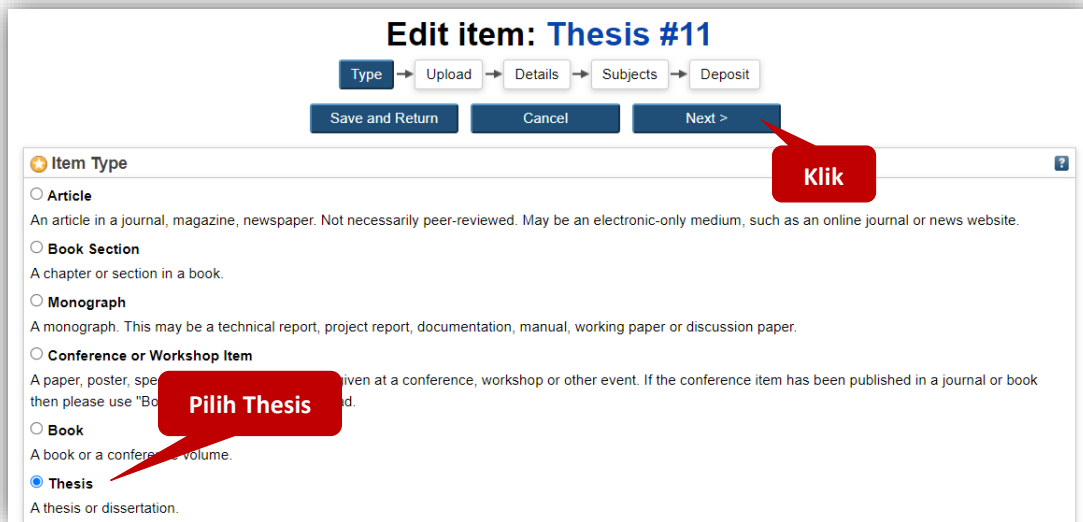 Edit item: Thesis #11
Type Upload Details Subjects Deposit
Save and Return Cancel Next >
Item Type ?
Klik
Article
An article in a journal, magazine, newspaper. Not necessarily peer-reviewed. May be an electronic-only medium, such as an online journal or news website.
Book Section
A chapter or section in a book.
Monograph
A monograph. This may be a technical report, project report, documentation, manual, working paper or discussion paper.
Conference or Workshop Item
A paper, poster, given at a conference, workshop or other event. If the conference item has been published in a journal or book
then please use
Pilih Thesis
Book
A book or a volume.
Thesis
A thesis or dissertation.